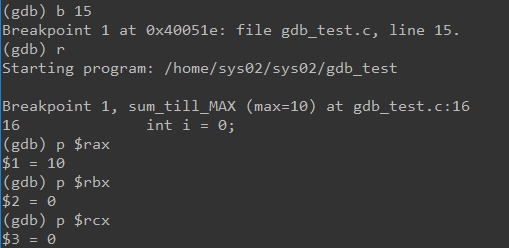 (gdb) b 15
Breakpoint 1 at 0x40051e: file gdb_test.c, line 15.
(gdb) r
Starting program: /home/sys02/sys02/gdb_test

Breakpoint 1, sum_till_MAX (max=10) at gdb_test.c:16
16              int i = 0;
(gdb) p $rax
$1 = 10
(gdb) p $rbx
$2 = 0
(gdb) p $rcx
$3 = 0